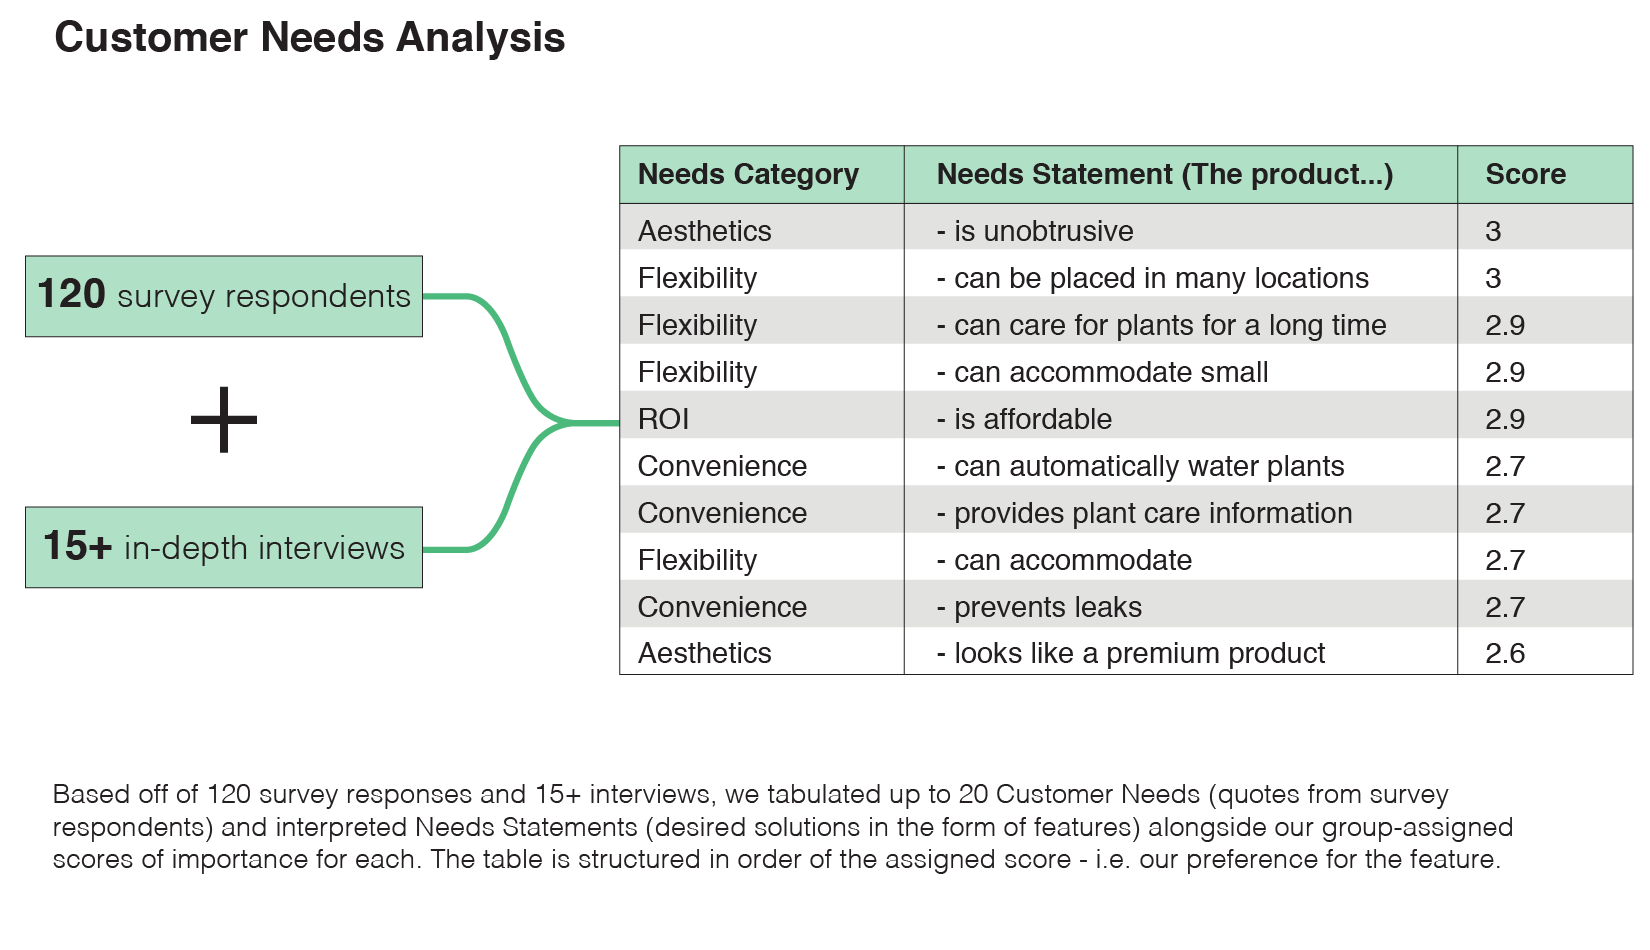 Customer Needs Analysis
120 survey respondents
+
15+ in-depth interviews
Needs Category Needs Statement (The product...) Score
Aesthetics - is unobtrusive 3
Flexibility - can be placed in many locations 3
Flexibility - can care for plants for a long time 2.9
Flexibility - can accommodate small 2.9
ROI - is affordable 2.9
Convenience - can automatically water plants 2.7
Convenience - provides plant care information 2.7
Flexibility - can accommodate 2.7
Convenience - prevents leaks 2.7
Aesthetics - looks like a premium product 2.6
Based off of 120 survey responses and 15+ interviews, we tabulated up to 20 Customer Needs (quotes from survey
respondents) and interpreted Needs Statements (desired solutions in the form of features) alongside our group-assigned
scores of importance for each. The table is structured in order of the assigned score - i.e. our preference for the feature.